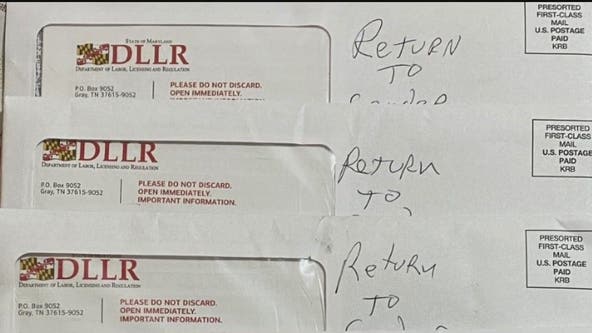 STATE OF MARYLAND
DLLR
DEPARTMENT OF LABOR, LICENSING AND REGULATION
P.O. Box 9052
Gray, TN 37615-9052
PLEASE DO NOT DISCARD.
OPEN IMMEDIATELY.
IMPORTANT INFORMATION
RETURN
TO
Sender
PRESORTED
FIRST-CLASS
MAIL
U.S. POSTAGE
PAID
KRB
DLLR
DEPARTMENT OF LABOR, LICENSING AND REGULATION
P.O. Box 9052
Gray, TN 37615-9052
PLEASE DO NOT DISCARD.
OPEN IMMEDIATELY.
IMPORTANT INFORMATION.
Return
TO
PRESORTED
FIRST-CLASS
MAIL
U.S. POSTAGE
PAID
KRB
DLLR
DEPARTMENT OF LABOR, LICENSING AND REGULATION
P.O. Box 9052
Gray, TN 37615-9052
PLEASE DO NOT DISCARD.
OPEN IMMEDIATELY.
IMPORTANT INFORMATION.
Return
TO
PRESORTED
FIRST-CLASS
MAIL
U.S. POSTAGE
PAID
KRB